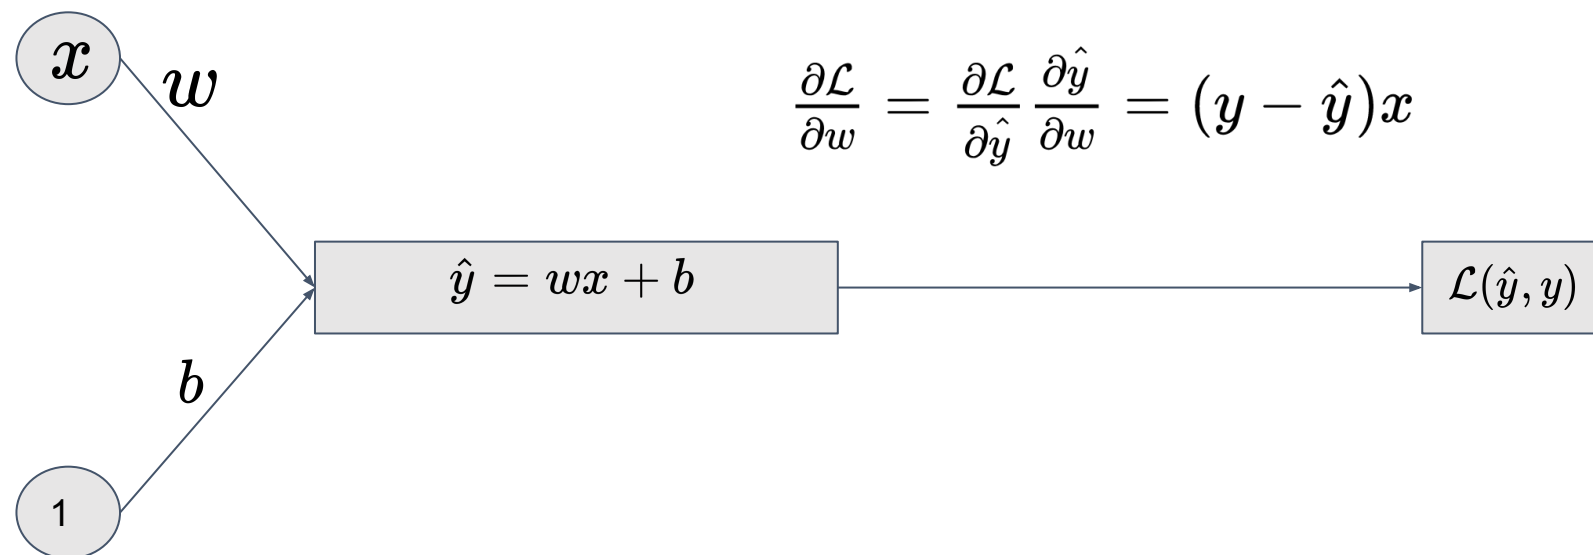 x
w
∂ℒ/∂w = ∂ℒ/∂ŷ ∂ŷ/∂w = (y − ŷ)x
ŷ = wx + b
ℒ(ŷ, y)
b
1